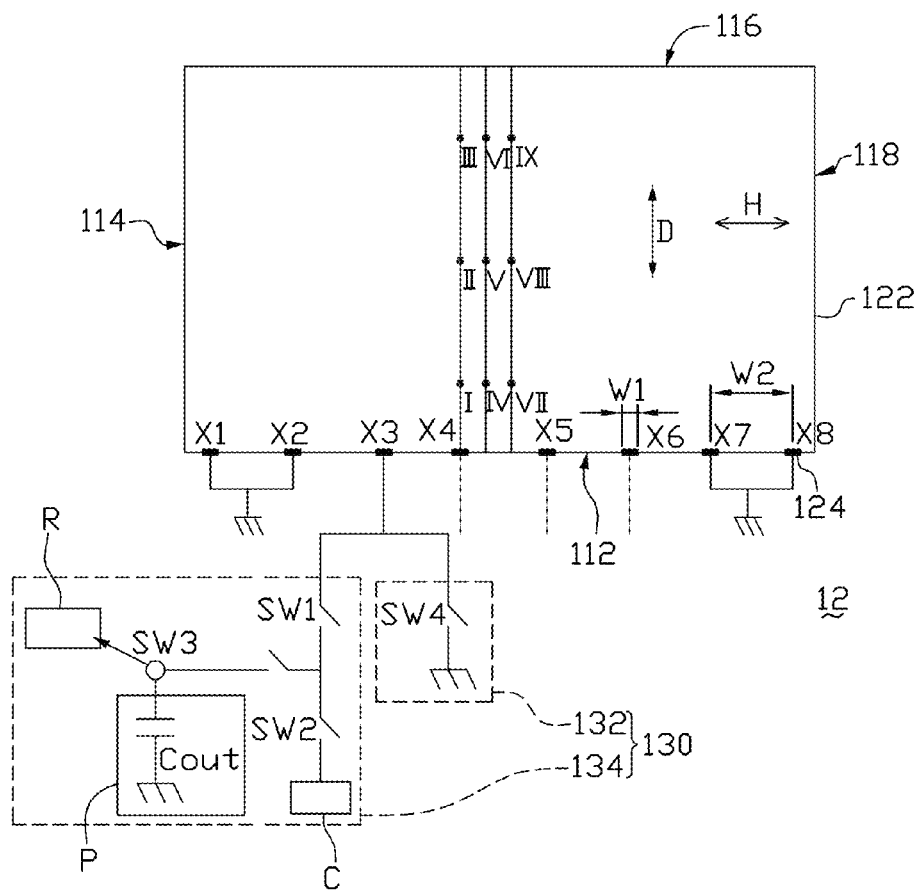 116
III VI IX
118
114
D
H
II V VIII
122
W1
W2
I IV VII
X1 X2 X3 X4 X5 X6 X7 X8
124
112
R
12
SW1
SW4
SW3
SW2
132
130
Cout
134
P
C